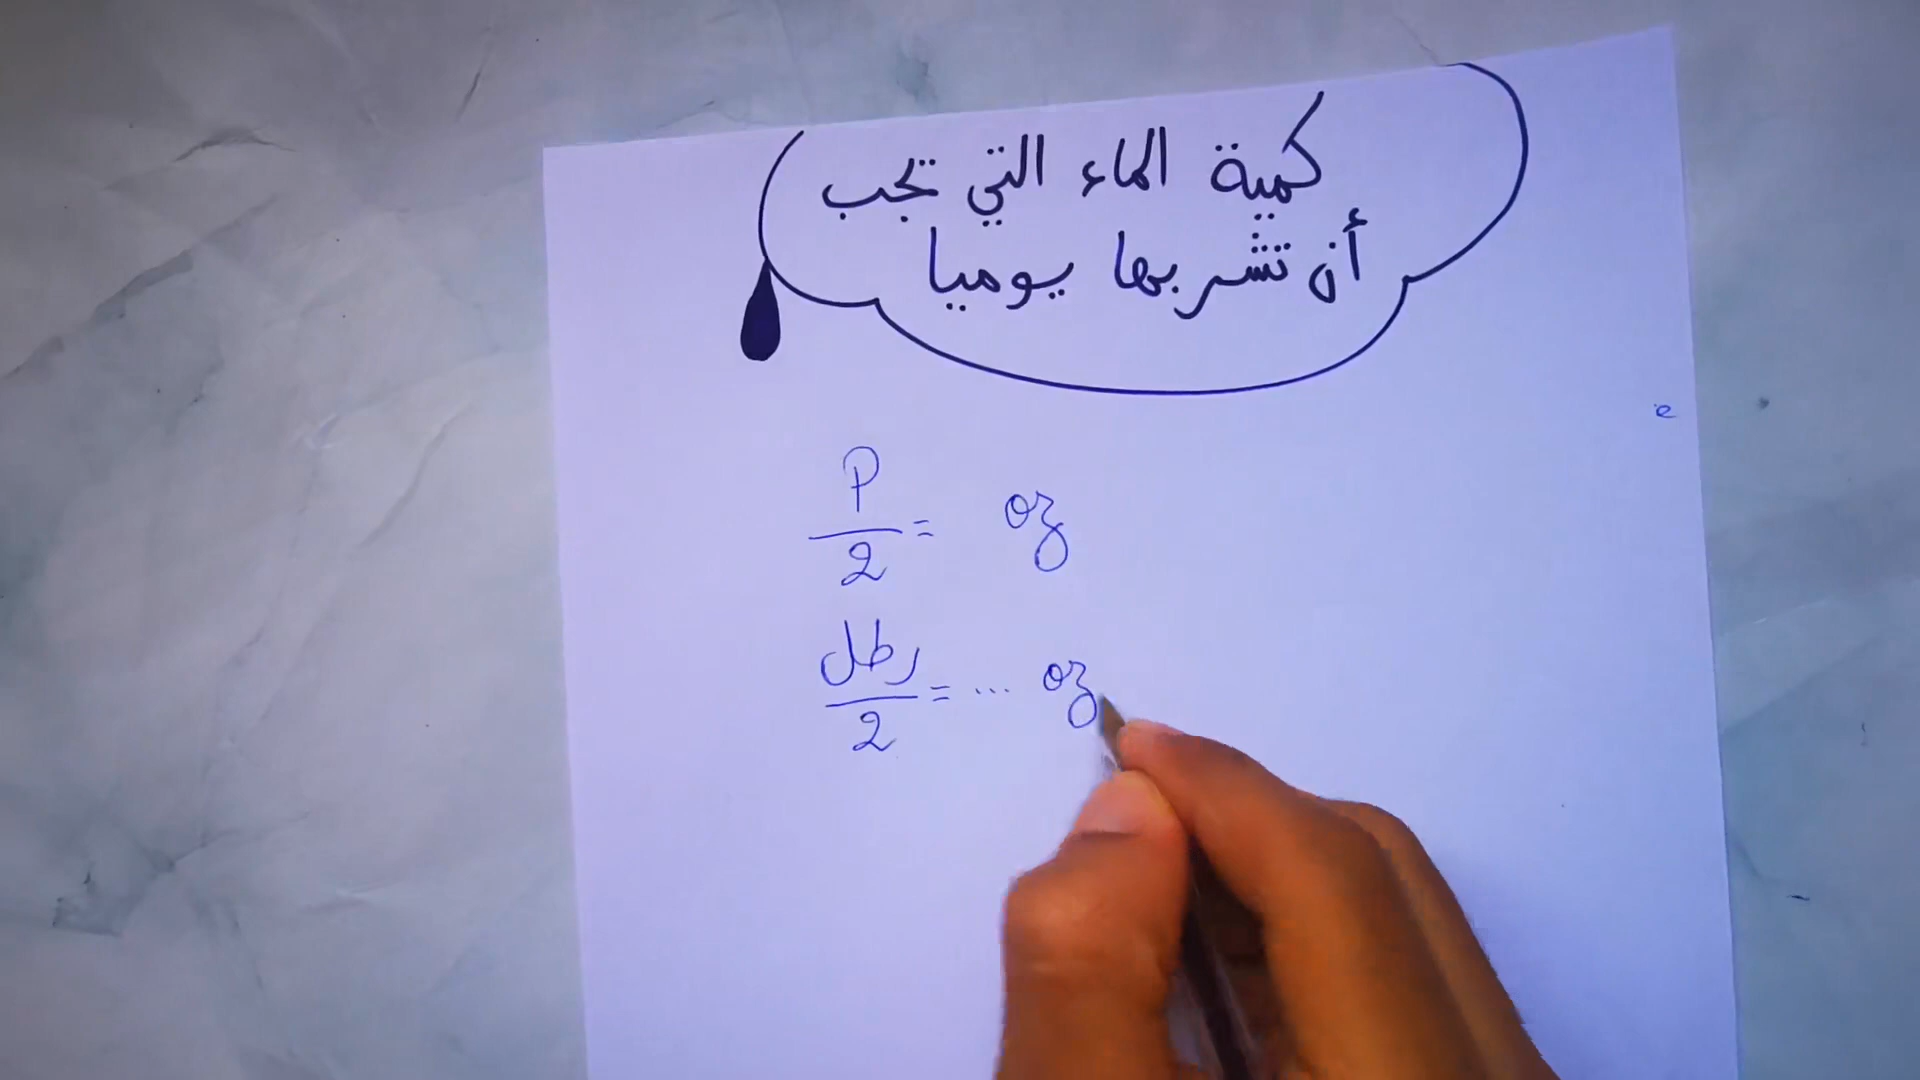 كمية الماء التي تجب
أن تشربها يوميا
P/2 = oz
رطل/2 = ... oz